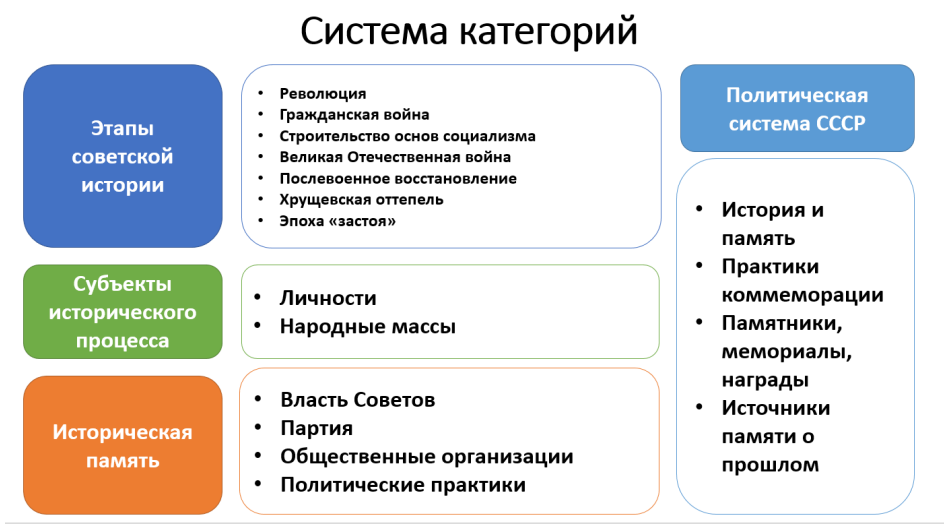 Система категорий
Этапы
советской
истории
• Революция
• Гражданская война
• Строительство основ социализма
• Великая Отечественная война
• Послевоенное восстановление
• Хрущевская оттепель
• Эпоха «застоя»
Субъекты
исторического
процесса
• Личности
• Народные массы
Историческая
память
• Власть Советов
• Партия
• Общественные организации
• Политические практики
Политическая
система СССР
• История и
память
• Практики
коммеморации
• Памятники,
мемориалы,
награды
• Источники
памяти о
прошлом